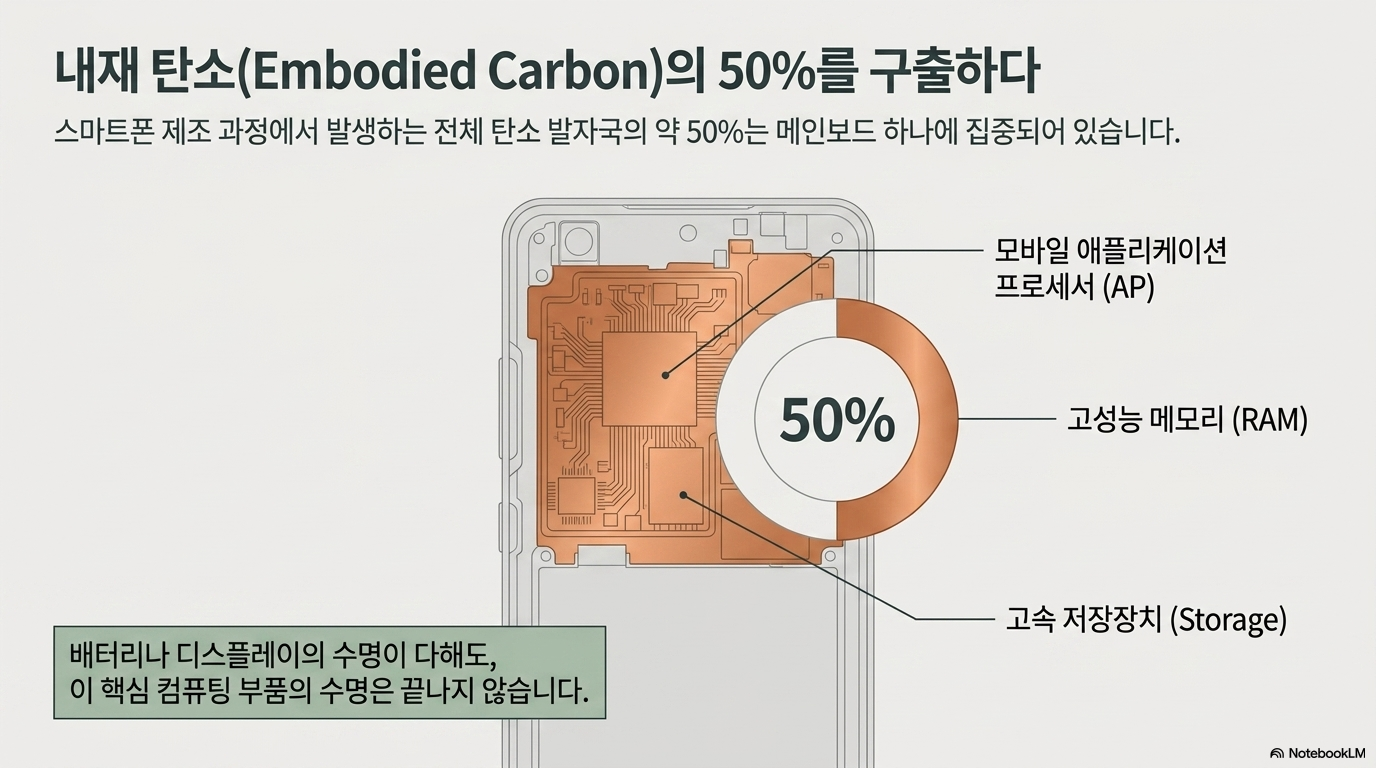 내재 탄소(Embodied Carbon)의 50%를 구출하다
스마트폰 제조 과정에서 발생하는 전체 탄소 발자국의 약 50%는 메인보드 하나에 집중되어 있습니다.
모바일 애플리케이션
프로세서 (AP)
50%
고성능 메모리 (RAM)
고속 저장장치 (Storage)
배터리나 디스플레이의 수명이 다해도,
이 핵심 컴퓨팅 부품의 수명은 끝나지 않습니다.
NotebookLM